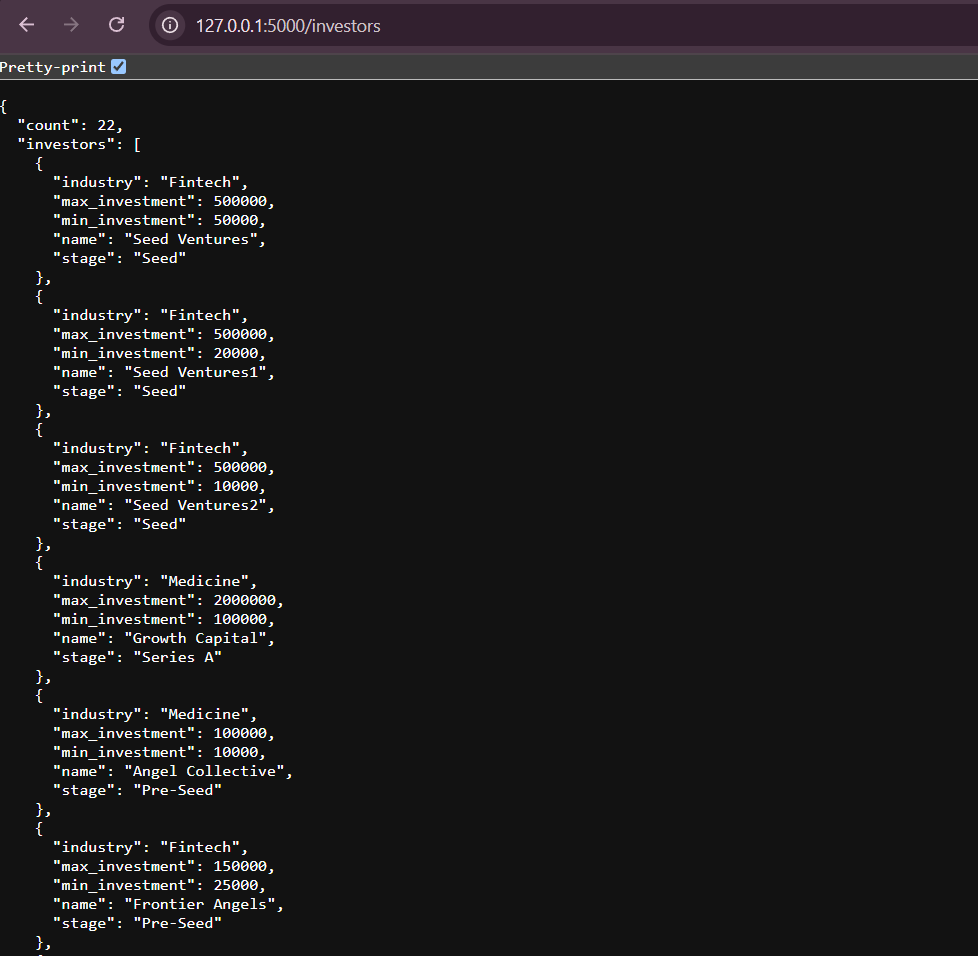 127.0.0.1:5000/investors
Pretty-print
{
  "count": 22,
  "investors": [
    {
      "industry": "Fintech",
      "max_investment": 500000,
      "min_investment": 50000,
      "name": "Seed Ventures",
      "stage": "Seed"
    },
    {
      "industry": "Fintech",
      "max_investment": 500000,
      "min_investment": 20000,
      "name": "Seed Ventures1",
      "stage": "Seed"
    },
    {
      "industry": "Fintech",
      "max_investment": 500000,
      "min_investment": 10000,
      "name": "Seed Ventures2",
      "stage": "Seed"
    },
    {
      "industry": "Medicine",
      "max_investment": 2000000,
      "min_investment": 100000,
      "name": "Growth Capital",
      "stage": "Series A"
    },
    {
      "industry": "Medicine",
      "max_investment": 100000,
      "min_investment": 10000,
      "name": "Angel Collective",
      "stage": "Pre-Seed"
    },
    {
      "industry": "Fintech",
      "max_investment": 150000,
      "min_investment": 25000,
      "name": "Frontier Angels",
      "stage": "Pre-Seed"
    },